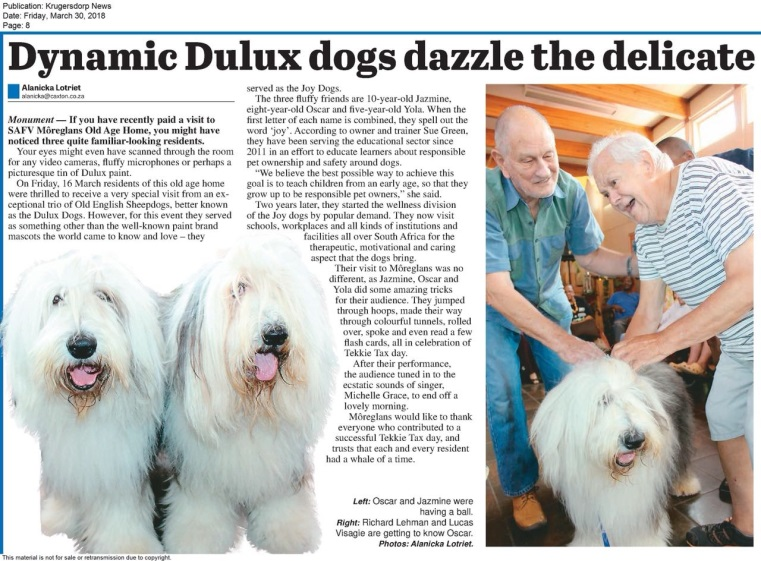 Publication: Krugersdorp News
Date: Friday, March 30, 2018
Page: 8
Dynamic Dulux dogs dazzle the delicate
Alanicka Lotriet
alanicka@caxton.co.za
Monument — If you have recently paid a visit to
SAFV Môreglans Old Age Home, you might have
noticed three quite familiar-looking residents.
Your eyes might even have scanned through the room
for any video cameras, fluffy microphones or perhaps a
picturesque tin of Dulux paint.
On Friday, 16 March residents of this old age home
were thrilled to receive a very special visit from an ex-
ceptional trio of Old English Sheepdogs, better known
as the Dulux Dogs. However, for this event they served
as something other than the well-known paint brand
mascots the world came to know and love – they
served as the Joy Dogs.
The three fluffy friends are 10-year-old Jazmine,
eight-year-old Oscar and five-year-old Yola. When the
first letter of each name is combined, they spell out the
word ‘joy’. According to owner and trainer Sue Green,
they have been serving the educational sector since
2011 in an effort to educate learners about responsible
pet ownership and safety around dogs.
“We believe the best possible way to achieve this
goal is to teach children from an early age, so that they
grow up to be responsible pet owners,” she said.
Two years later, they started the wellness division
of the Joy dogs by popular demand. They now visit
schools, workplaces and all kinds of institutions and
facilities all over South Africa for the
therapeutic, motivational and caring
aspect that the dogs bring.
Their visit to Môreglans was no
different, as Jazmine, Oscar and
Yola did some amazing tricks
for their audience. They jumped
through hoops, made their way
through colourful tunnels, rolled
over, spoke and even read a few
flash cards, all in celebration of
Tekkie Tax day.
After their performance,
the audience tuned in to the
ecstatic sounds of singer,
Michelle Grace, to end off a
lovely morning.
Môreglans would like to thank
everyone who contributed to a
successful Tekkie Tax day, and
trusts that each and every resident
had a whale of a time.
Left: Oscar and Jazmine were
having a ball.
Right: Richard Lehman and Lucas
Visagie are getting to know Oscar.
Photos: Alanicka Lotriet.
This material is not for sale or retransmission due to copyright.